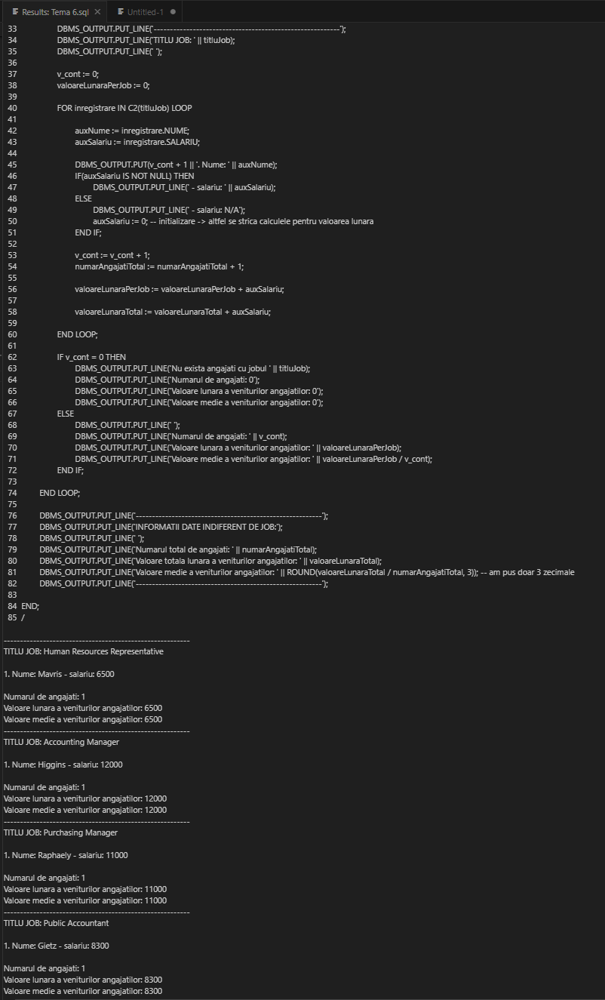 Results: Tema 6.sql
Untitled-1
33 DBMS_OUTPUT.PUT_LINE('---------------------------------------------------------');
34 DBMS_OUTPUT.PUT_LINE('TITLU JOB: ' || titluJob);
35 DBMS_OUTPUT.PUT_LINE(' ');
36
37 v_cont := 0;
38 valoareLunaraPerJob := 0;
39
40 FOR inregistrare IN C2(titluJob) LOOP
41
42 auxNume := inregistrare.NUME;
43 auxSalariu := inregistrare.SALARIU;
44
45 DBMS_OUTPUT.PUT(v_cont + 1 || '. Nume: ' || auxNume);
46 IF(auxSalariu IS NOT NULL) THEN
47 DBMS_OUTPUT.PUT_LINE(' - salariu: ' || auxSalariu);
48 ELSE
49 DBMS_OUTPUT.PUT_LINE(' - salariu: N/A');
50 auxSalariu := 0; -- initializare -> altfel se strica calculele pentru valoarea lunara
51 END IF;
52
53 v_cont := v_cont + 1;
54 numarAngajatiTotal := numarAngajatiTotal + 1;
55
56 valoareLunaraPerJob := valoareLunaraPerJob + auxSalariu;
57
58 valoareLunaraTotal := valoareLunaraTotal + auxSalariu;
59
60 END LOOP;
61
62 IF v_cont = 0 THEN
63 DBMS_OUTPUT.PUT_LINE('Nu exista angajati cu jobul ' || titluJob);
64 DBMS_OUTPUT.PUT_LINE('Numarul de angajati: 0');
65 DBMS_OUTPUT.PUT_LINE('Valoare lunara a veniturilor angajatilor: 0');
66 DBMS_OUTPUT.PUT_LINE('Valoare medie a veniturilor angajatilor: 0');
67 ELSE
68 DBMS_OUTPUT.PUT_LINE(' ');
69 DBMS_OUTPUT.PUT_LINE('Numarul de angajati: ' || v_cont);
70 DBMS_OUTPUT.PUT_LINE('Valoare lunara a veniturilor angajatilor: ' || valoareLunaraPerJob);
71 DBMS_OUTPUT.PUT_LINE('Valoare medie a veniturilor angajatilor: ' || valoareLunaraPerJob / v_cont);
72 END IF;
73
74 END LOOP;
75
76 DBMS_OUTPUT.PUT_LINE('---------------------------------------------------------');
77 DBMS_OUTPUT.PUT_LINE('INFORMATII DATE INDIFERENT DE JOB:');
78 DBMS_OUTPUT.PUT_LINE(' ');
79 DBMS_OUTPUT.PUT_LINE('Numarul total de angajati: ' || numarAngajatiTotal);
80 DBMS_OUTPUT.PUT_LINE('Valoare totala lunara a veniturilor angajatilor: ' || valoareLunaraTotal);
81 DBMS_OUTPUT.PUT_LINE('Valoare medie a veniturilor angajatilor: ' || ROUND(valoareLunaraTotal / numarAngajatiTotal, 3)); -- am pus doar 3 zecimale
82 DBMS_OUTPUT.PUT_LINE('---------------------------------------------------------');
83
84 END;
85 /
---------------------------------------------------------
TITLU JOB: Human Resources Representative
1. Nume: Mavris - salariu: 6500
Numarul de angajati: 1
Valoare lunara a veniturilor angajatilor: 6500
Valoare medie a veniturilor angajatilor: 6500
---------------------------------------------------------
TITLU JOB: Accounting Manager
1. Nume: Higgins - salariu: 12000
Numarul de angajati: 1
Valoare lunara a veniturilor angajatilor: 12000
Valoare medie a veniturilor angajatilor: 12000
---------------------------------------------------------
TITLU JOB: Purchasing Manager
1. Nume: Raphaely - salariu: 11000
Numarul de angajati: 1
Valoare lunara a veniturilor angajatilor: 11000
Valoare medie a veniturilor angajatilor: 11000
---------------------------------------------------------
TITLU JOB: Public Accountant
1. Nume: Gietz - salariu: 8300
Numarul de angajati: 1
Valoare lunara a veniturilor angajatilor: 8300
Valoare medie a veniturilor angajatilor: 8300